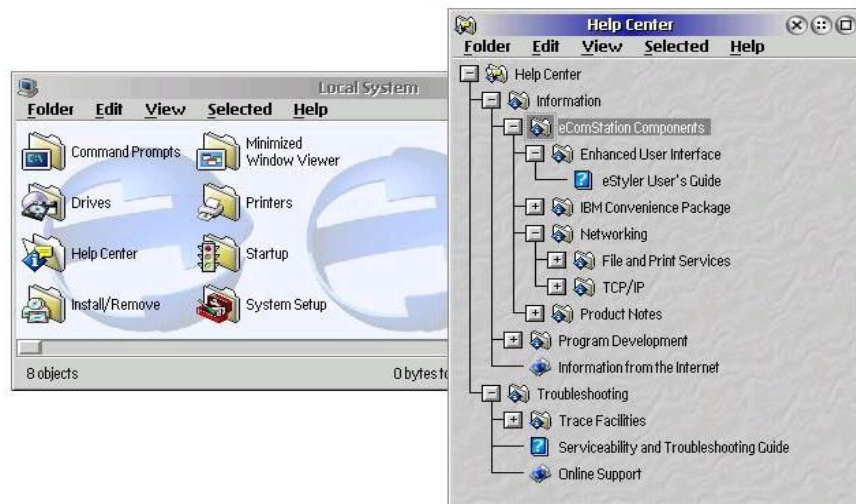 Local System
Folder Edit View Selected Help
Command Prompts
Minimized
Window Viewer
Drives
Printers
Help Center
Startup
Install/Remove
System Setup
8 objects
0 bytes to
Help Center
Folder Edit View Selected Help
Help Center
Information
eComStation Components
Enhanced User Interface
eStyler User's Guide
IBM Convenience Package
Networking
File and Print Services
TCP/IP
Product Notes
Program Development
Information from the Internet
Troubleshooting
Trace Facilities
Serviceability and Troubleshooting Guide
Online Support